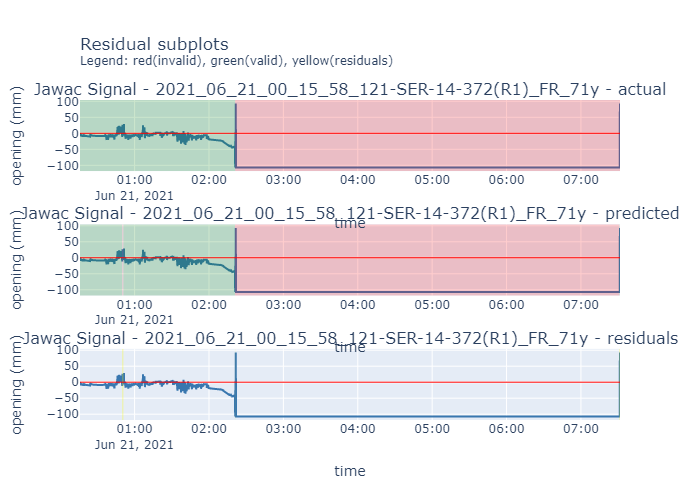 Residual subplots
Legend: red(invalid), green(valid), yellow(residuals)
Jawac Signal - 2021_06_21_00_15_58_121-SER-14-372(R1)_FR_71y - actual
opening (mm)
100
50
0
−50
−100
01:00 02:00 03:00 04:00 05:00 06:00 07:00
Jun 21, 2021
time
Jawac Signal - 2021_06_21_00_15_58_121-SER-14-372(R1)_FR_71y - predicted
opening (mm)
100
50
0
−50
−100
01:00 02:00 03:00 04:00 05:00 06:00 07:00
Jun 21, 2021
time
Jawac Signal - 2021_06_21_00_15_58_121-SER-14-372(R1)_FR_71y - residuals
opening (mm)
100
50
0
−50
−100
01:00 02:00 03:00 04:00 05:00 06:00 07:00
Jun 21, 2021
time